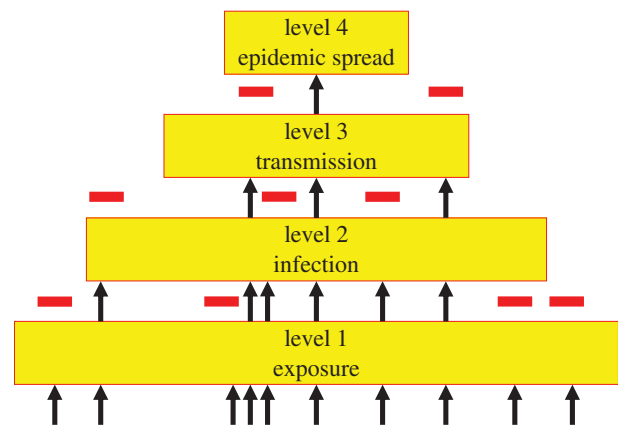 level 4
epidemic spread
level 3
transmission
level 2
infection
level 1
exposure